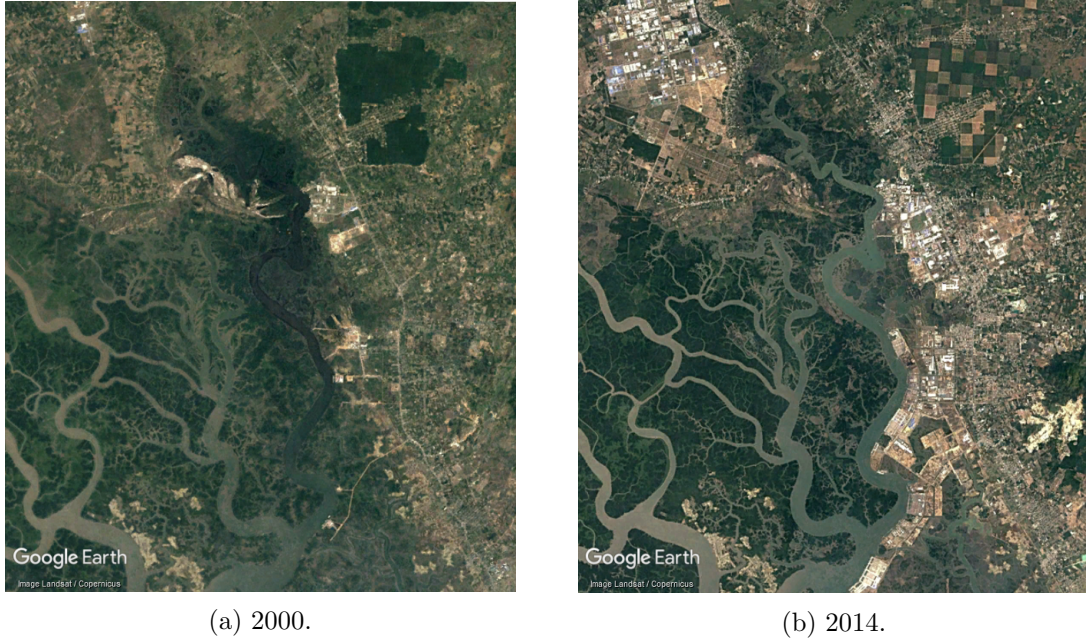 Google Earth
Image Landsat / Copernicus
(a) 2000.
Google Earth
Image Landsat / Copernicus
(b) 2014.